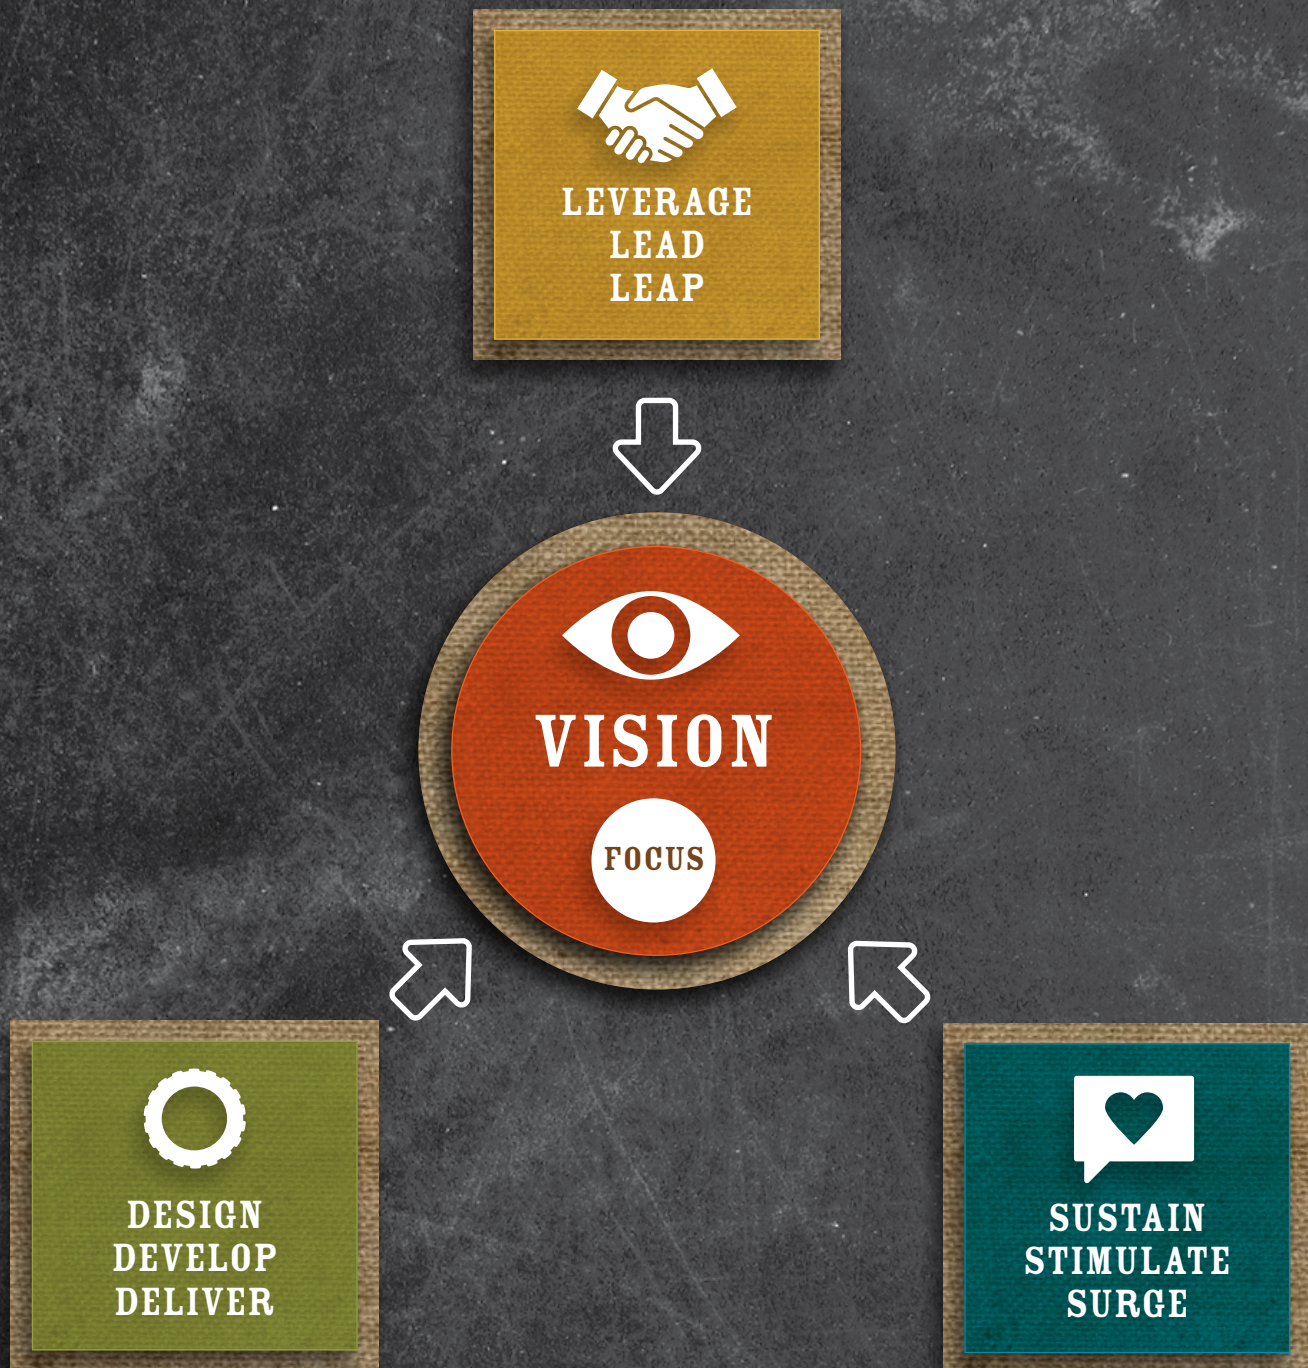 LEVERAGE
LEAD
LEAP
VISION
FOCUS
DESIGN
DEVELOP
DELIVER
SUSTAIN
STIMULATE
SURGE